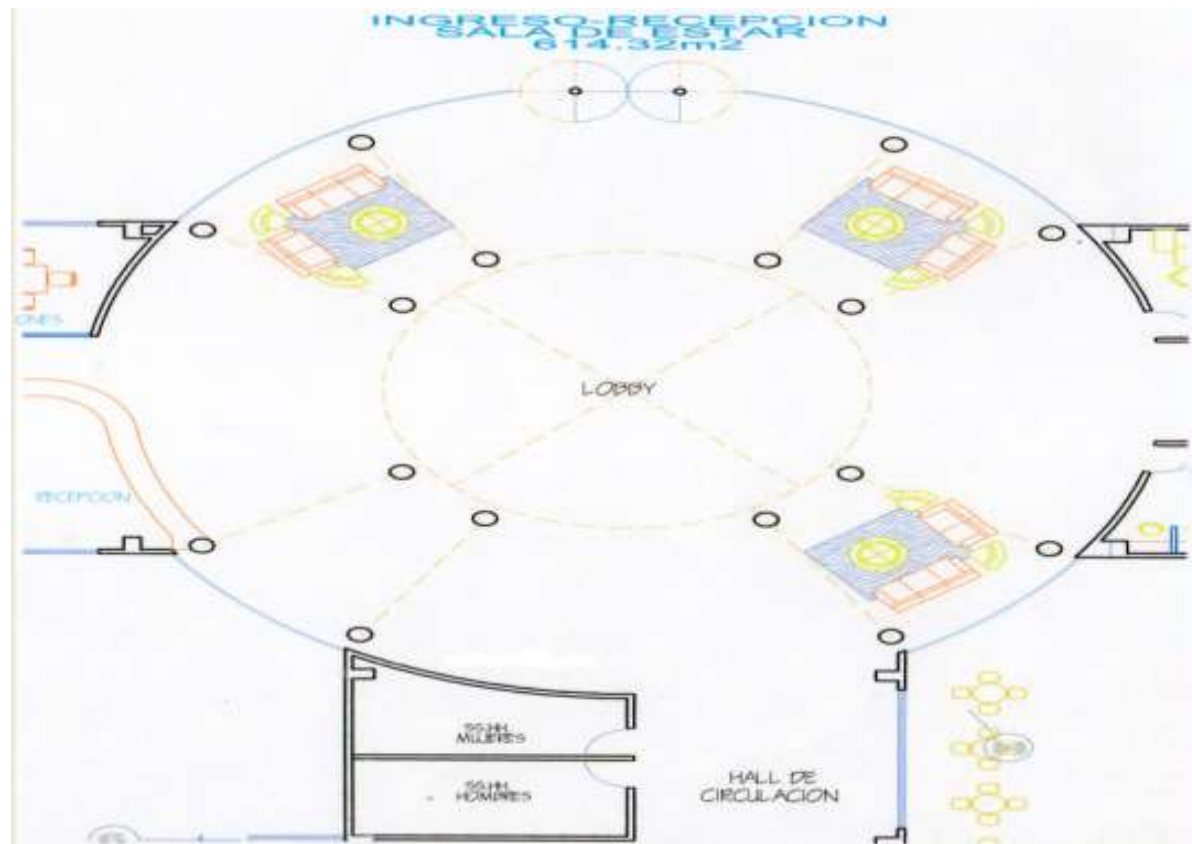 INGRESO-RECEPCION
SALA DE ESTAR
614.32m2
LOBBY
RECEPCION
SS.HH.
MUJERES
SS.HH.
HOMBRES
HALL DE
CIRCULACION